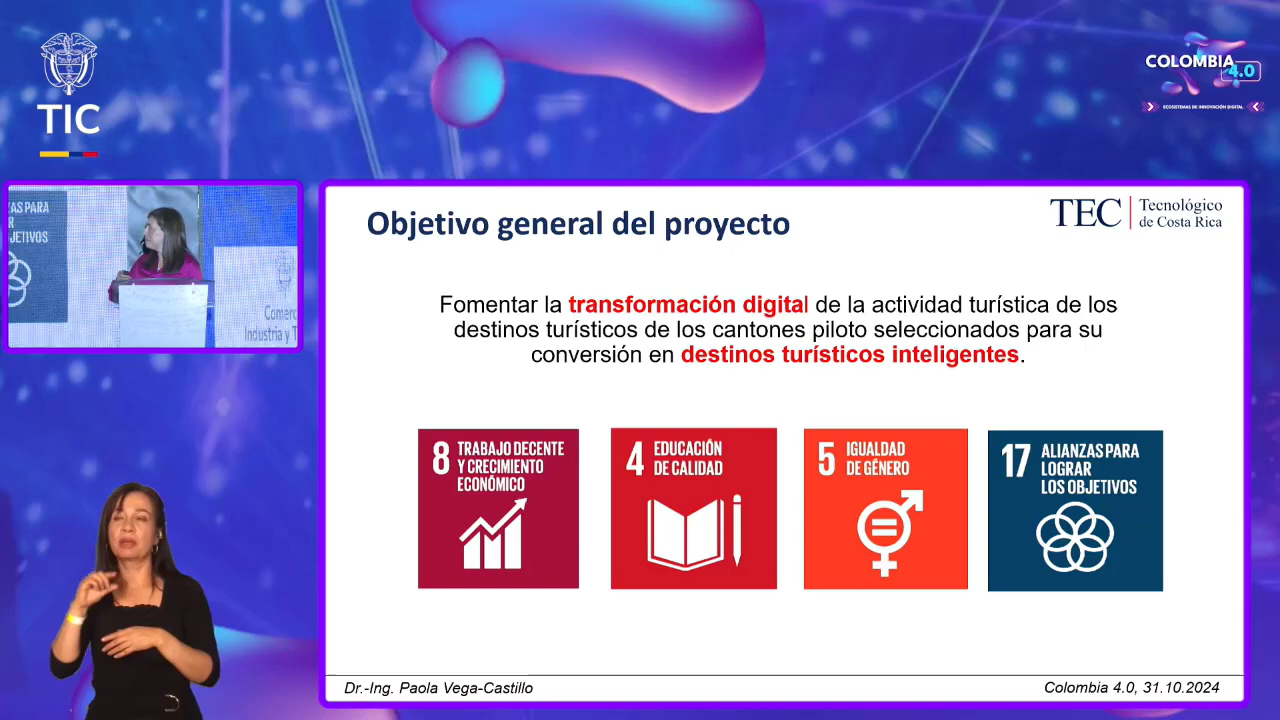 TIC
COLOMBIA
4.0
ECOSISTEMAS DE INNOVACIÓN DIGITAL
PARA
OBJETIVOS
Industria y T
Objetivo general del proyecto
TEC
Tecnológico
de Costa Rica
Fomentar la transformación digital de la actividad turística de los
destinos turísticos de los cantones piloto seleccionados para su
conversión en destinos turísticos inteligentes.
8 TRABAJO DECENTE
Y CRECIMIENTO
ECONÓMICO
4 EDUCACIÓN
DE CALIDAD
5 IGUALDAD
DE GÉNERO
17 ALIANZAS PARA
LOGRAR
LOS OBJETIVOS
Dr.-Ing. Paola Vega-Castillo
Colombia 4.0, 31.10.2024